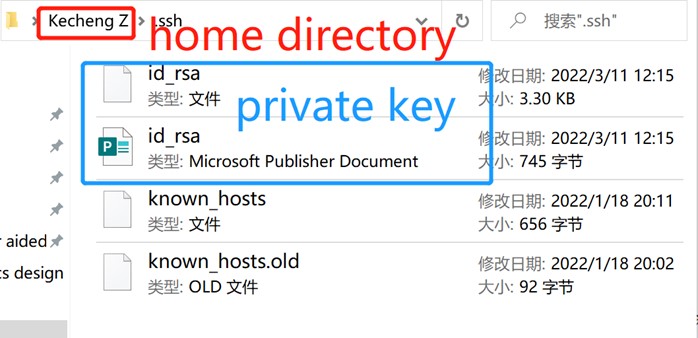 Kecheng Z > .ssh
搜索".ssh"
home directory
id_rsa
修改日期: 2022/3/11 12:15
类型: 文件
大小: 3.30 KB
private key
id_rsa
修改日期: 2022/3/11 12:15
类型: Microsoft Publisher Document
大小: 745 字节
known_hosts
修改日期: 2022/1/18 20:11
类型: 文件
大小: 656 字节
known_hosts.old
修改日期: 2022/1/18 20:02
类型: OLD 文件
大小: 92 字节
r aided
cs design